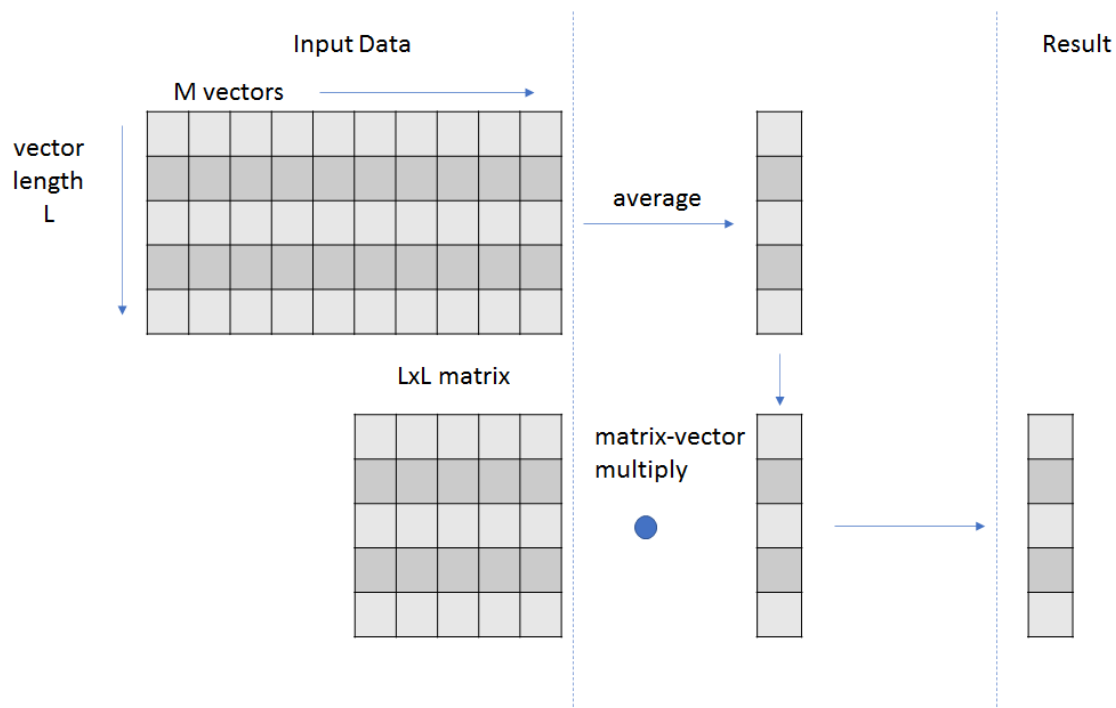 Input Data
Result
M vectors
vector
length
L
average
LxL matrix
matrix-vector
multiply